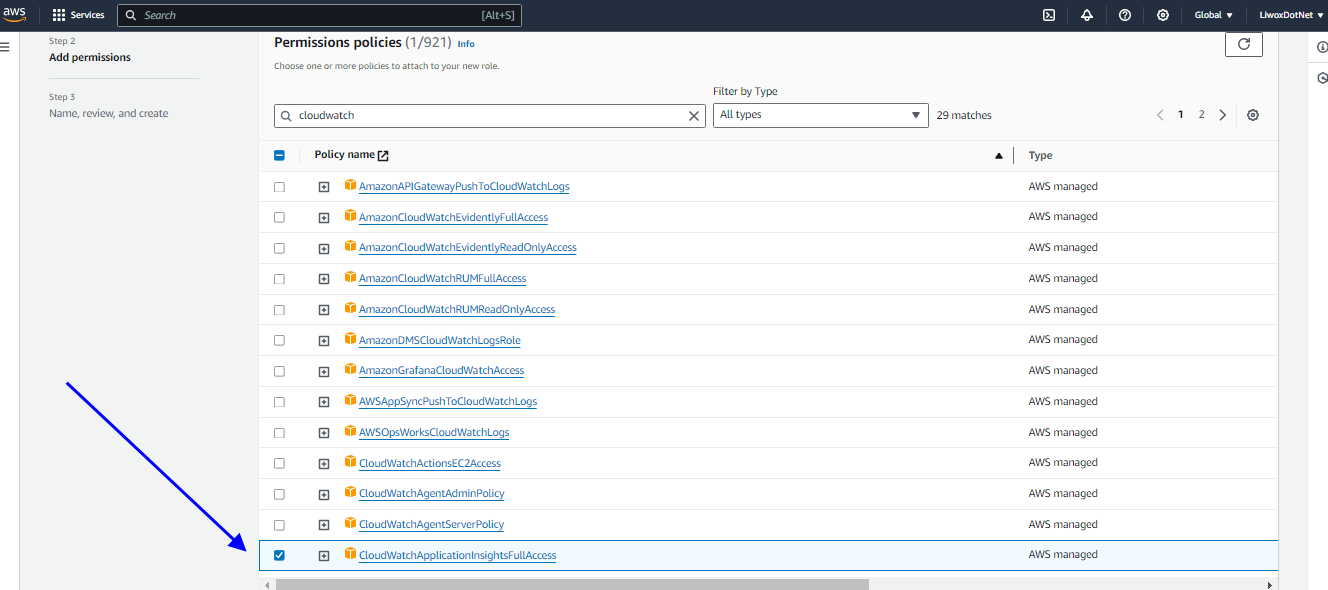 aws Services Search [Alt+S] Global LiwoxDotNet
Step 2
Add permissions
Step 3
Name, review, and create
Permissions policies (1/921) Info
Choose one or more policies to attach to your new role.
Filter by Type
cloudwatch All types 29 matches 1 2
Policy name Type
AmazonAPIGatewayPushToCloudWatchLogs AWS managed
AmazonCloudWatchEvidentlyFullAccess AWS managed
AmazonCloudWatchEvidentlyReadOnlyAccess AWS managed
AmazonCloudWatchRUMFullAccess AWS managed
AmazonCloudWatchRUMReadOnlyAccess AWS managed
AmazonDMSCloudWatchLogsRole AWS managed
AmazonGrafanaCloudWatchAccess AWS managed
AWSAppSyncPushToCloudWatchLogs AWS managed
AWSOpsWorksCloudWatchLogs AWS managed
CloudWatchActionsEC2Access AWS managed
CloudWatchAgentAdminPolicy AWS managed
CloudWatchAgentServerPolicy AWS managed
CloudWatchApplicationInsightsFullAccess AWS managed